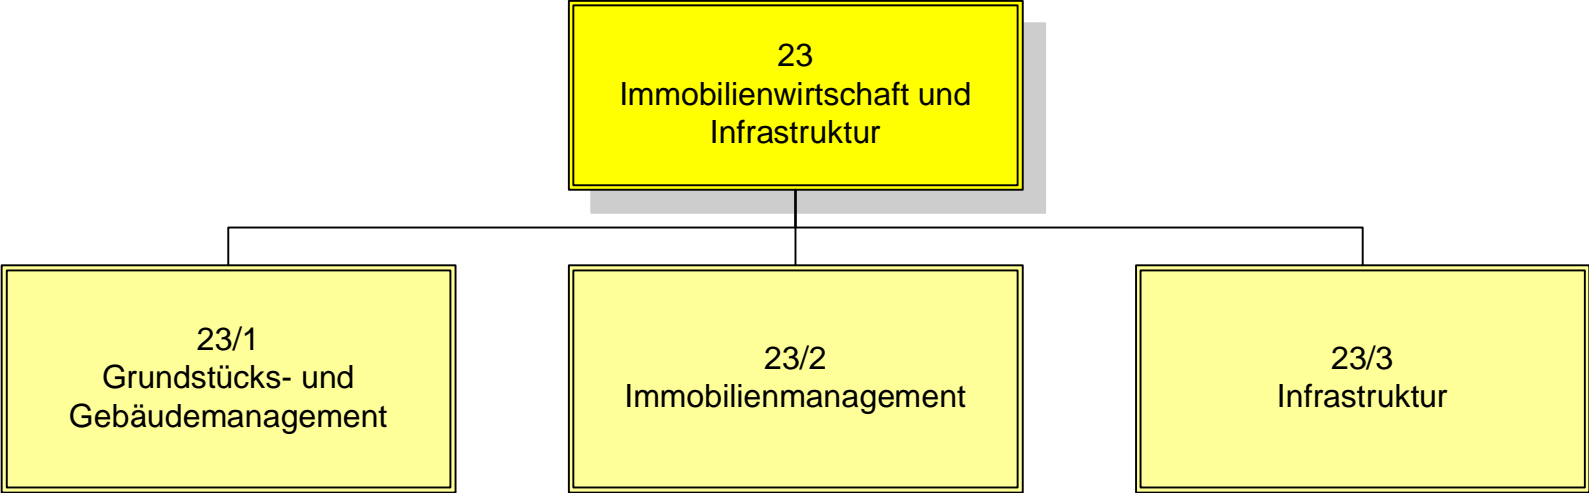 23
Immobilienwirtschaft und
Infrastruktur
23/1
Grundstücks- und
Gebäudemanagement
23/2
Immobilienmanagement
23/3
Infrastruktur